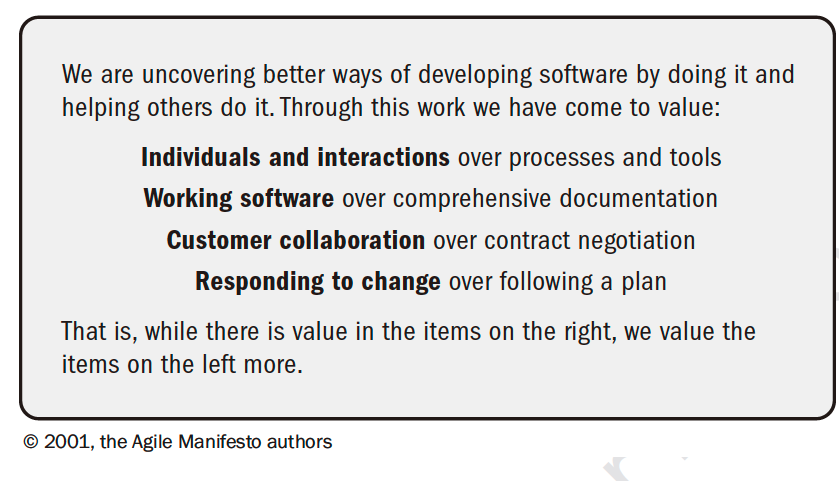 We are uncovering better ways of developing software by doing it and
helping others do it. Through this work we have come to value:
Individuals and interactions over processes and tools
Working software over comprehensive documentation
Customer collaboration over contract negotiation
Responding to change over following a plan
That is, while there is value in the items on the right, we value the
items on the left more.
© 2001, the Agile Manifesto authors